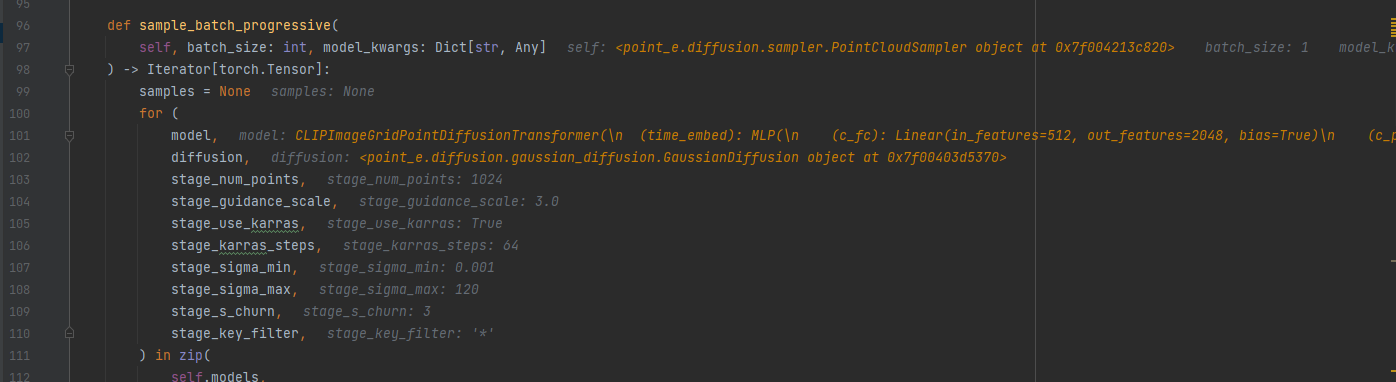 95
96 def sample_batch_progressive(
97 self, batch_size: int, model_kwargs: Dict[str, Any] self: <point_e.diffusion.sampler.PointCloudSampler object at 0x7f004213c820> batch_size: 1 model_k
98 ) -> Iterator[torch.Tensor]:
99 samples = None samples: None
100 for (
101 model, model: CLIPImageGridPointDiffusionTransformer(\n (time_embed): MLP(\n (c_fc): Linear(in_features=512, out_features=2048, bias=True)\n (c_p
102 diffusion, diffusion: <point_e.diffusion.gaussian_diffusion.GaussianDiffusion object at 0x7f00403d5370>
103 stage_num_points, stage_num_points: 1024
104 stage_guidance_scale, stage_guidance_scale: 3.0
105 stage_use_karras, stage_use_karras: True
106 stage_karras_steps, stage_karras_steps: 64
107 stage_sigma_min, stage_sigma_min: 0.001
108 stage_sigma_max, stage_sigma_max: 120
109 stage_s_churn, stage_s_churn: 3
110 stage_key_filter, stage_key_filter: '*'
111 ) in zip(
112 self.models,